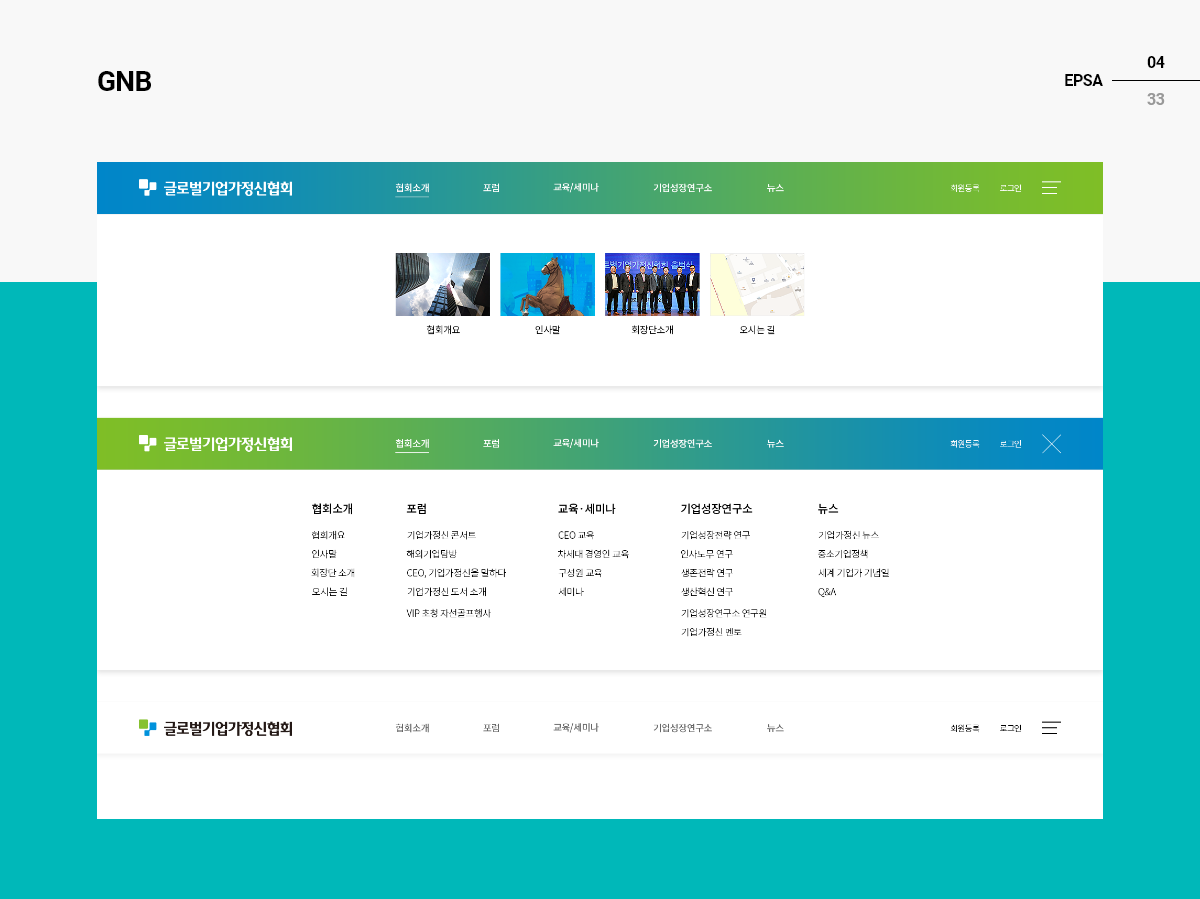 GNB
04
EPSA
33
글로벌기업가정신협회 협회소개 포럼 교육/세미나 기업성장연구소 뉴스 회원등록 로그인
협회개요 인사말 회장단소개 오시는 길
글로벌기업가정신협회 협회소개 포럼 교육/세미나 기업성장연구소 뉴스 회원등록 로그인
협회소개 포럼 교육·세미나 기업성장연구소 뉴스
협회개요 기업가정신 콘서트 CEO 교육 기업성장전략 연구 기업가정신 뉴스
인사말 해외기업탐방 차세대 경영인 교육 인사노무 연구 중소기업정책
회장단 소개 CEO, 기업가정신을 말하다 구성원 교육 생존전략 연구 세계 기업가 기념일
오시는 길 기업가정신 도서 소개 세미나 생산혁신 연구 Q&A
VIP 초청 자선골프행사 기업성장연구소 연구원
기업가정신 멘토
글로벌기업가정신협회 협회소개 포럼 교육/세미나 기업성장연구소 뉴스 회원등록 로그인